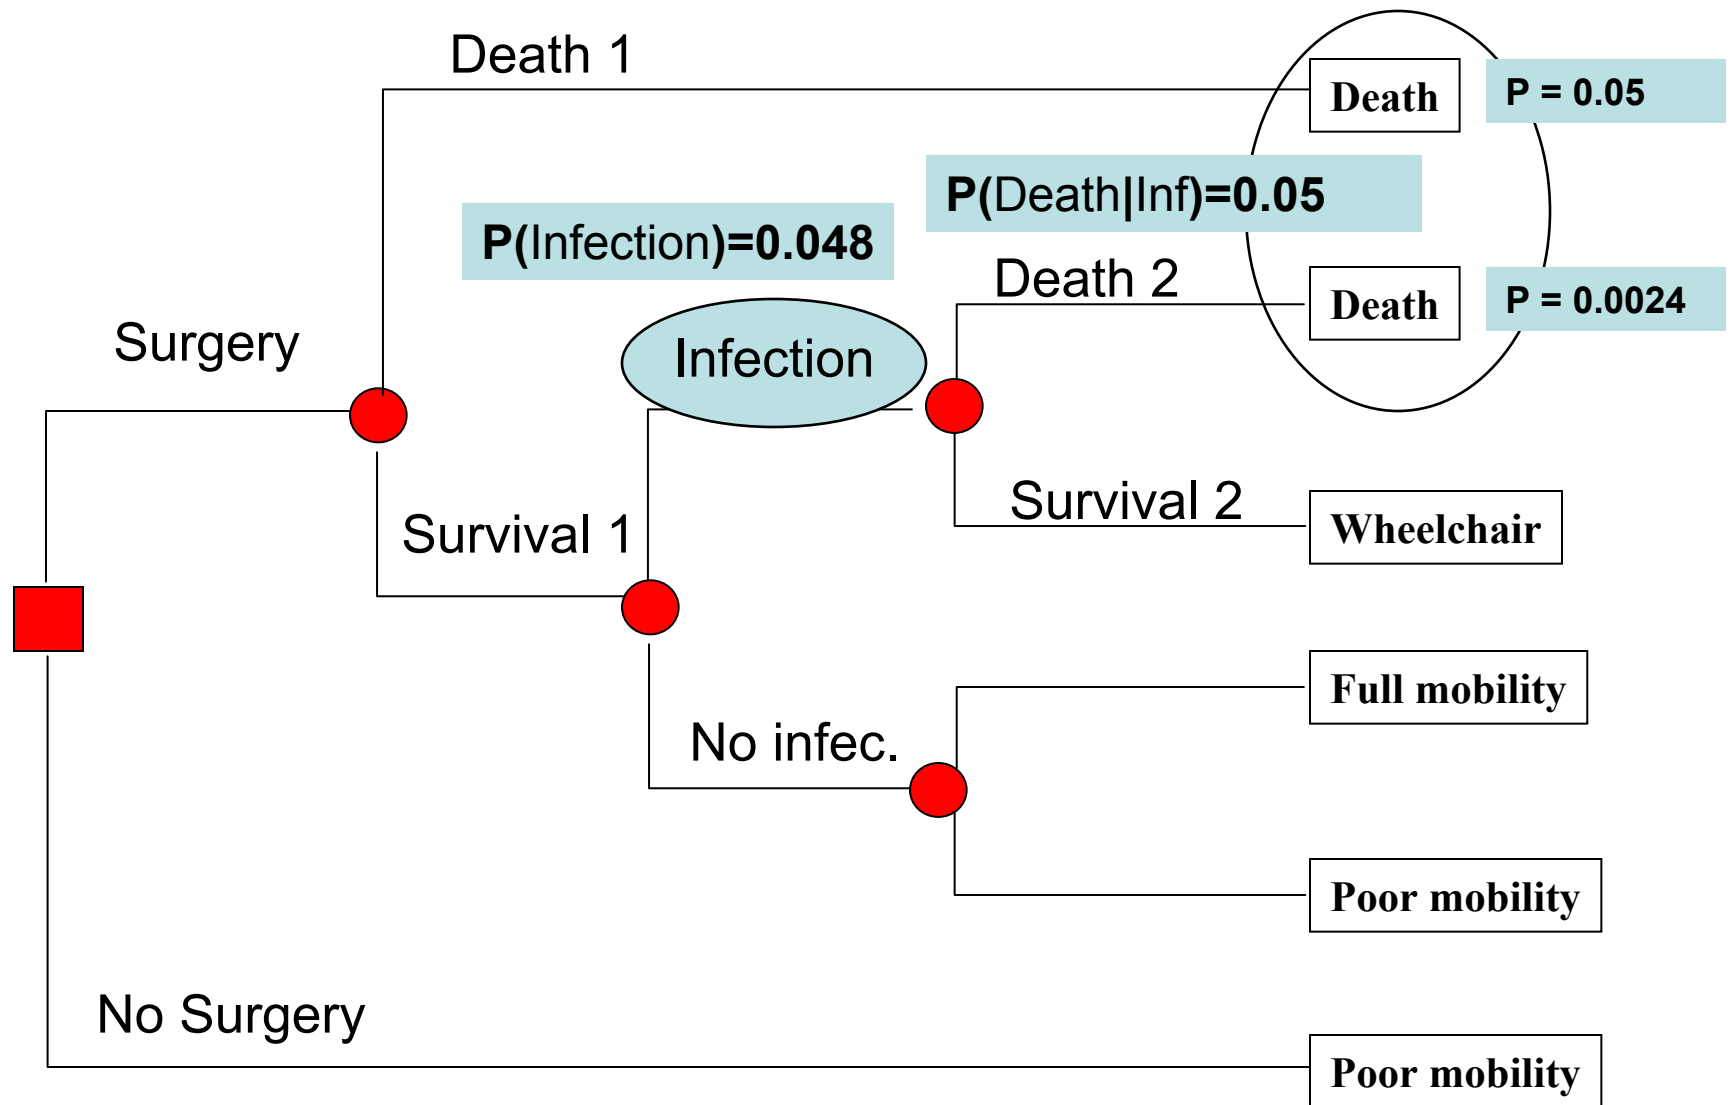 Death 1
Death
P = 0.05
P(Death|Inf)=0.05
P(Infection)=0.048
Death 2
Death
P = 0.0024
Surgery
Infection
Survival 2
Wheelchair
Survival 1
Full mobility
No infec.
Poor mobility
No Surgery
Poor mobility